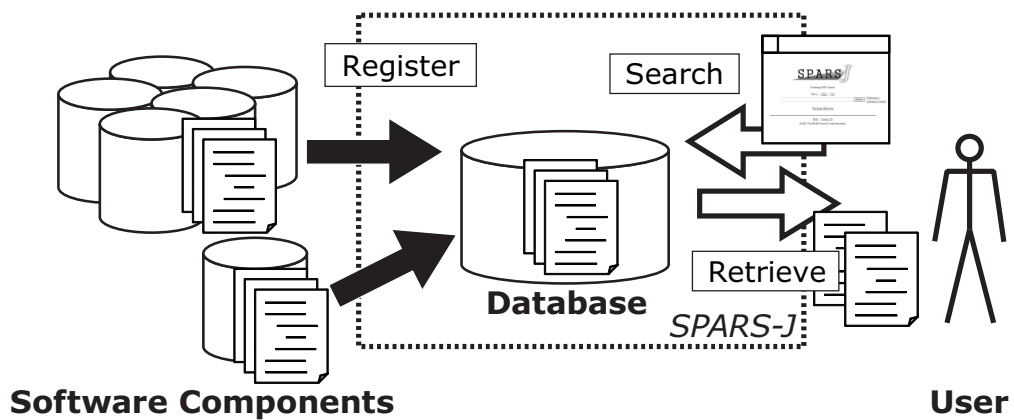 Register
Search
SPARS J
Database
Retrieve
SPARS-J
Software Components
User